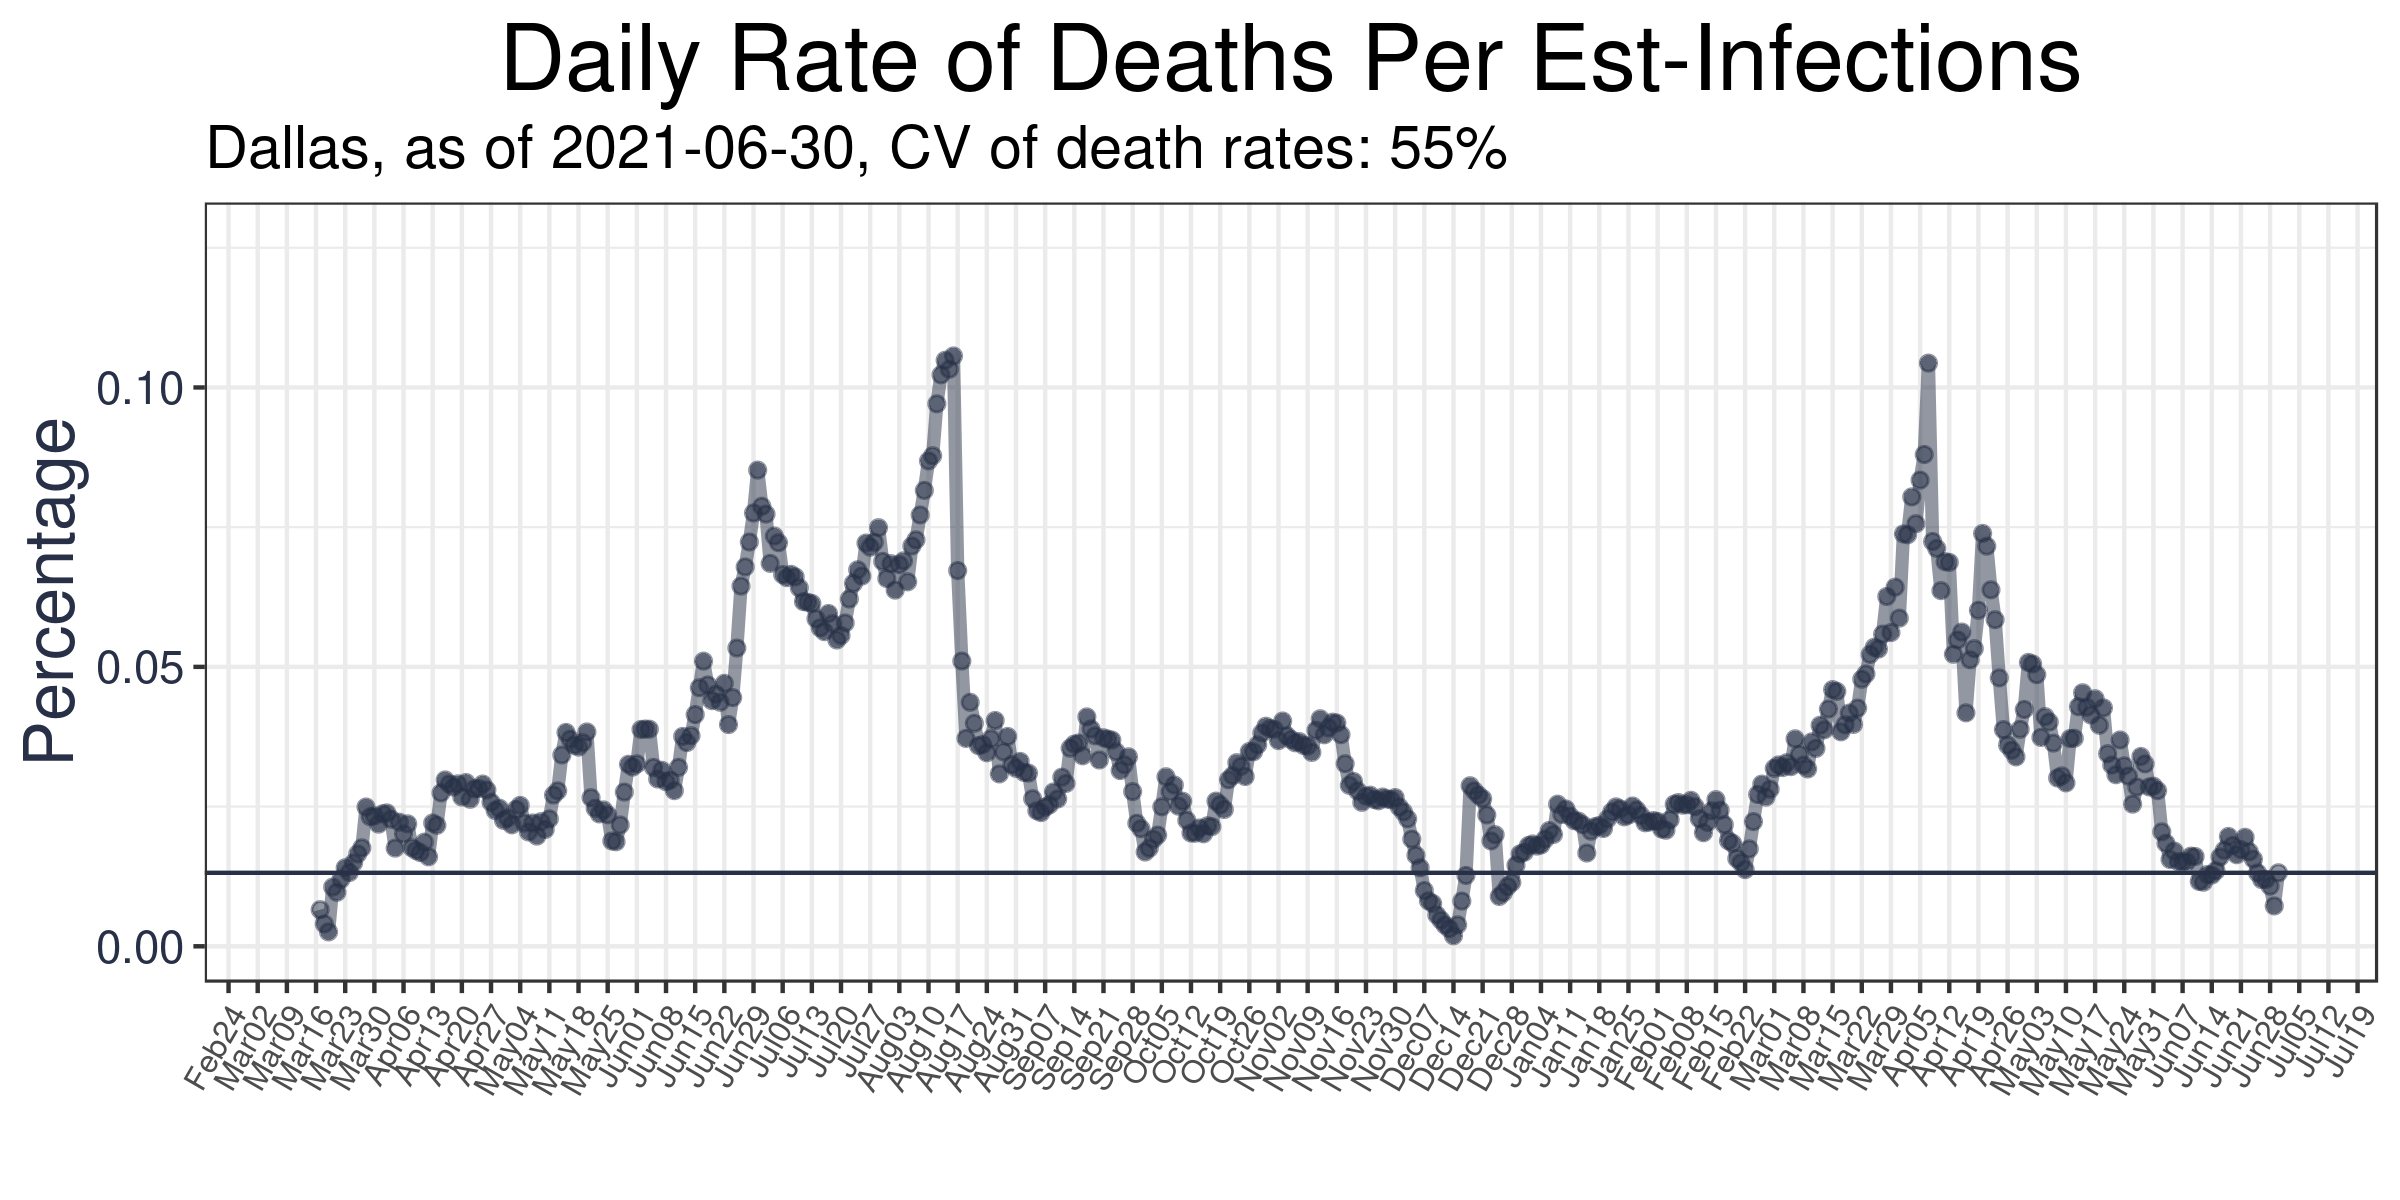 Daily Rate of Deaths Per Est-Infections
Dallas, as of 2021-06-30, CV of death rates: 55%
Percentage
0.10
0.05
0.00
Feb24
Mar02
Mar09
Mar16
Mar23
Mar30
Apr06
Apr13
Apr20
Apr27
May04
May11
May18
May25
Jun01
Jun08
Jun15
Jun22
Jun29
Jul06
Jul13
Jul20
Jul27
Aug03
Aug10
Aug17
Aug24
Aug31
Sep07
Sep14
Sep21
Sep28
Oct05
Oct12
Oct19
Oct26
Nov02
Nov09
Nov16
Nov23
Nov30
Dec07
Dec14
Dec21
Dec28
Jan04
Jan11
Jan18
Jan25
Feb01
Feb08
Feb15
Feb22
Mar01
Mar08
Mar15
Mar22
Mar29
Apr05
Apr12
Apr19
Apr26
May03
May10
May17
May24
May31
Jun07
Jun14
Jun21
Jun28
Jul05
Jul12
Jul19